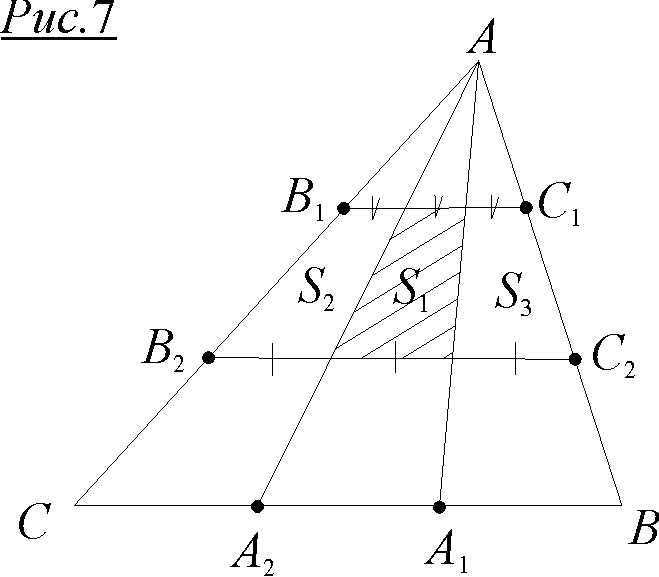 Рис.7
A
B₁ C₁
S₂ S₁ S₃
B₂ C₂
C A₂ A₁ B